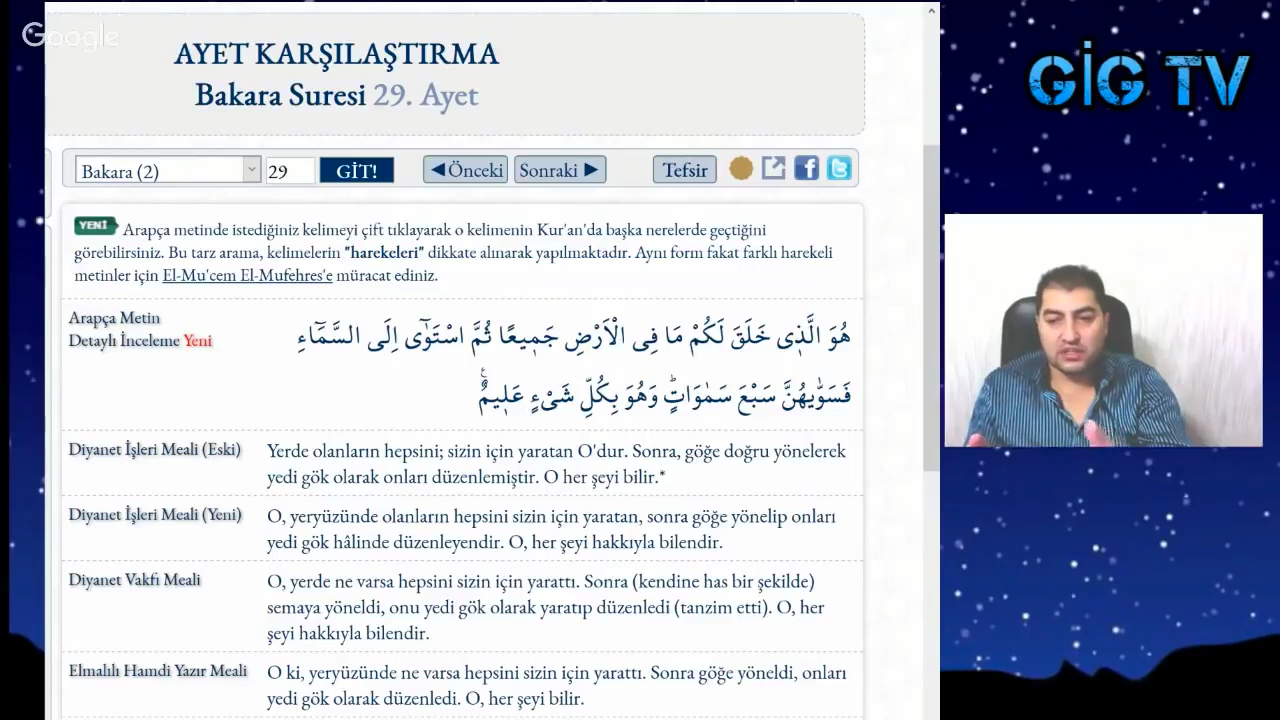 Google
GİG TV
AYET KARŞILAŞTIRMA
Bakara Suresi 29. Ayet
Bakara (2) 29 GİT! ◀Önceki Sonraki ▶ Tefsir
YENİ Arapça metinde istediğiniz kelimeyi çift tıklayarak o kelimenin Kur'an'da başka nerelerde geçtiğini
görebilirsiniz. Bu tarz arama, kelimelerin "harekeleri" dikkate alınarak yapılmaktadır. Aynı form fakat farklı harekeli
metinler için El-Mu'cem El-Mufehres'e müracat ediniz.
Arapça Metin
Detaylı İnceleme Yeni
هُوَ الَّذ۪ى خَلَقَ لَكُمْ مَا فِى الْاَرْضِ جَم۪يعًا ثُمَّ اسْتَوٰٓى اِلَى السَّمَٓاءِ
فَسَوّٰيهُنَّ سَبْعَ سَمٰوَاتٍۜ وَهُوَ بِكُلِّ شَىْءٍ عَل۪يمٌ۟ۚ
Diyanet İşleri Meali (Eski) Yerde olanların hepsini; sizin için yaratan O'dur. Sonra, göğe doğru yönelerek
yedi gök olarak onları düzenlemiştir. O her şeyi bilir.*
Diyanet İşleri Meali (Yeni) O, yeryüzünde olanların hepsini sizin için yaratan, sonra göğe yönelip onları
yedi gök hâlinde düzenleyendir. O, her şeyi hakkıyla bilendir.
Diyanet Vakfı Meali O, yerde ne varsa hepsini sizin için yarattı. Sonra (kendine has bir şekilde)
semaya yöneldi, onu yedi gök olarak yaratıp düzenledi (tanzim etti). O, her
şeyi hakkıyla bilendir.
Elmalılı Hamdi Yazır Meali O ki, yeryüzünde ne varsa hepsini sizin için yarattı. Sonra göğe yöneldi, onları
yedi gök olarak düzenledi. O, her şeyi bilir.